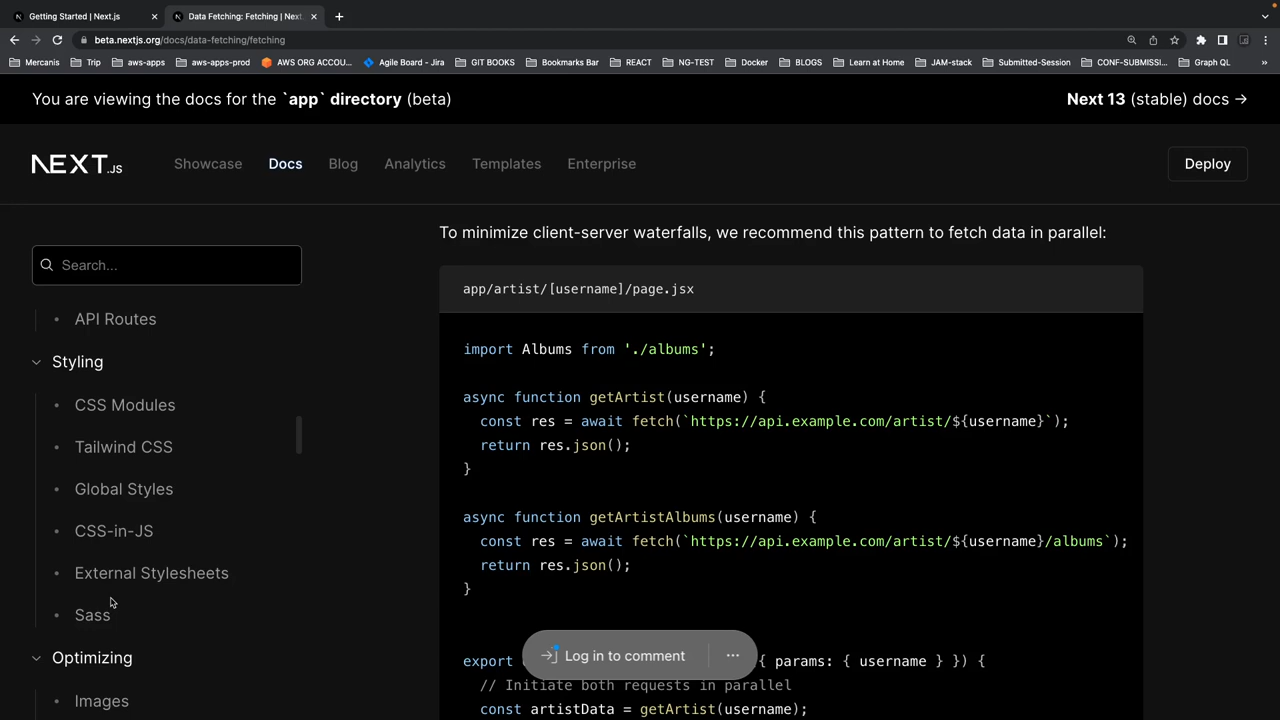 Getting Started | Next.js
Data Fetching: Fetching | Next.
beta.nextjs.org/docs/data-fetching/fetching
Mercanis
Trip
aws-apps
aws-apps-prod
AWS ORG ACCOU...
Agile Board - Jira
GIT BOOKS
Bookmarks Bar
REACT
NG-TEST
Docker
BLOGS
Learn at Home
JAM-stack
Submitted-Session
CONF-SUBMISSI...
Graph QL
»
You are viewing the docs for the `app` directory (beta)
Next 13 (stable) docs →
NEXT.JS
Showcase
Docs
Blog
Analytics
Templates
Enterprise
Deploy
Search...
API Routes
Styling
CSS Modules
Tailwind CSS
Global Styles
CSS-in-JS
External Stylesheets
Sass
Optimizing
Images
To minimize client-server waterfalls, we recommend this pattern to fetch data in parallel:
app/artist/[username]/page.jsx
import Albums from './albums';
async function getArtist(username) {
const res = await fetch(`https://api.example.com/artist/${username}`);
return res.json();
}
async function getArtistAlbums(username) {
const res = await fetch(`https://api.example.com/artist/${username}/albums`);
return res.json();
}
export { params: { username } }) {
// Initiate both requests in parallel
const artistData = getArtist(username);
Log in to comment
...